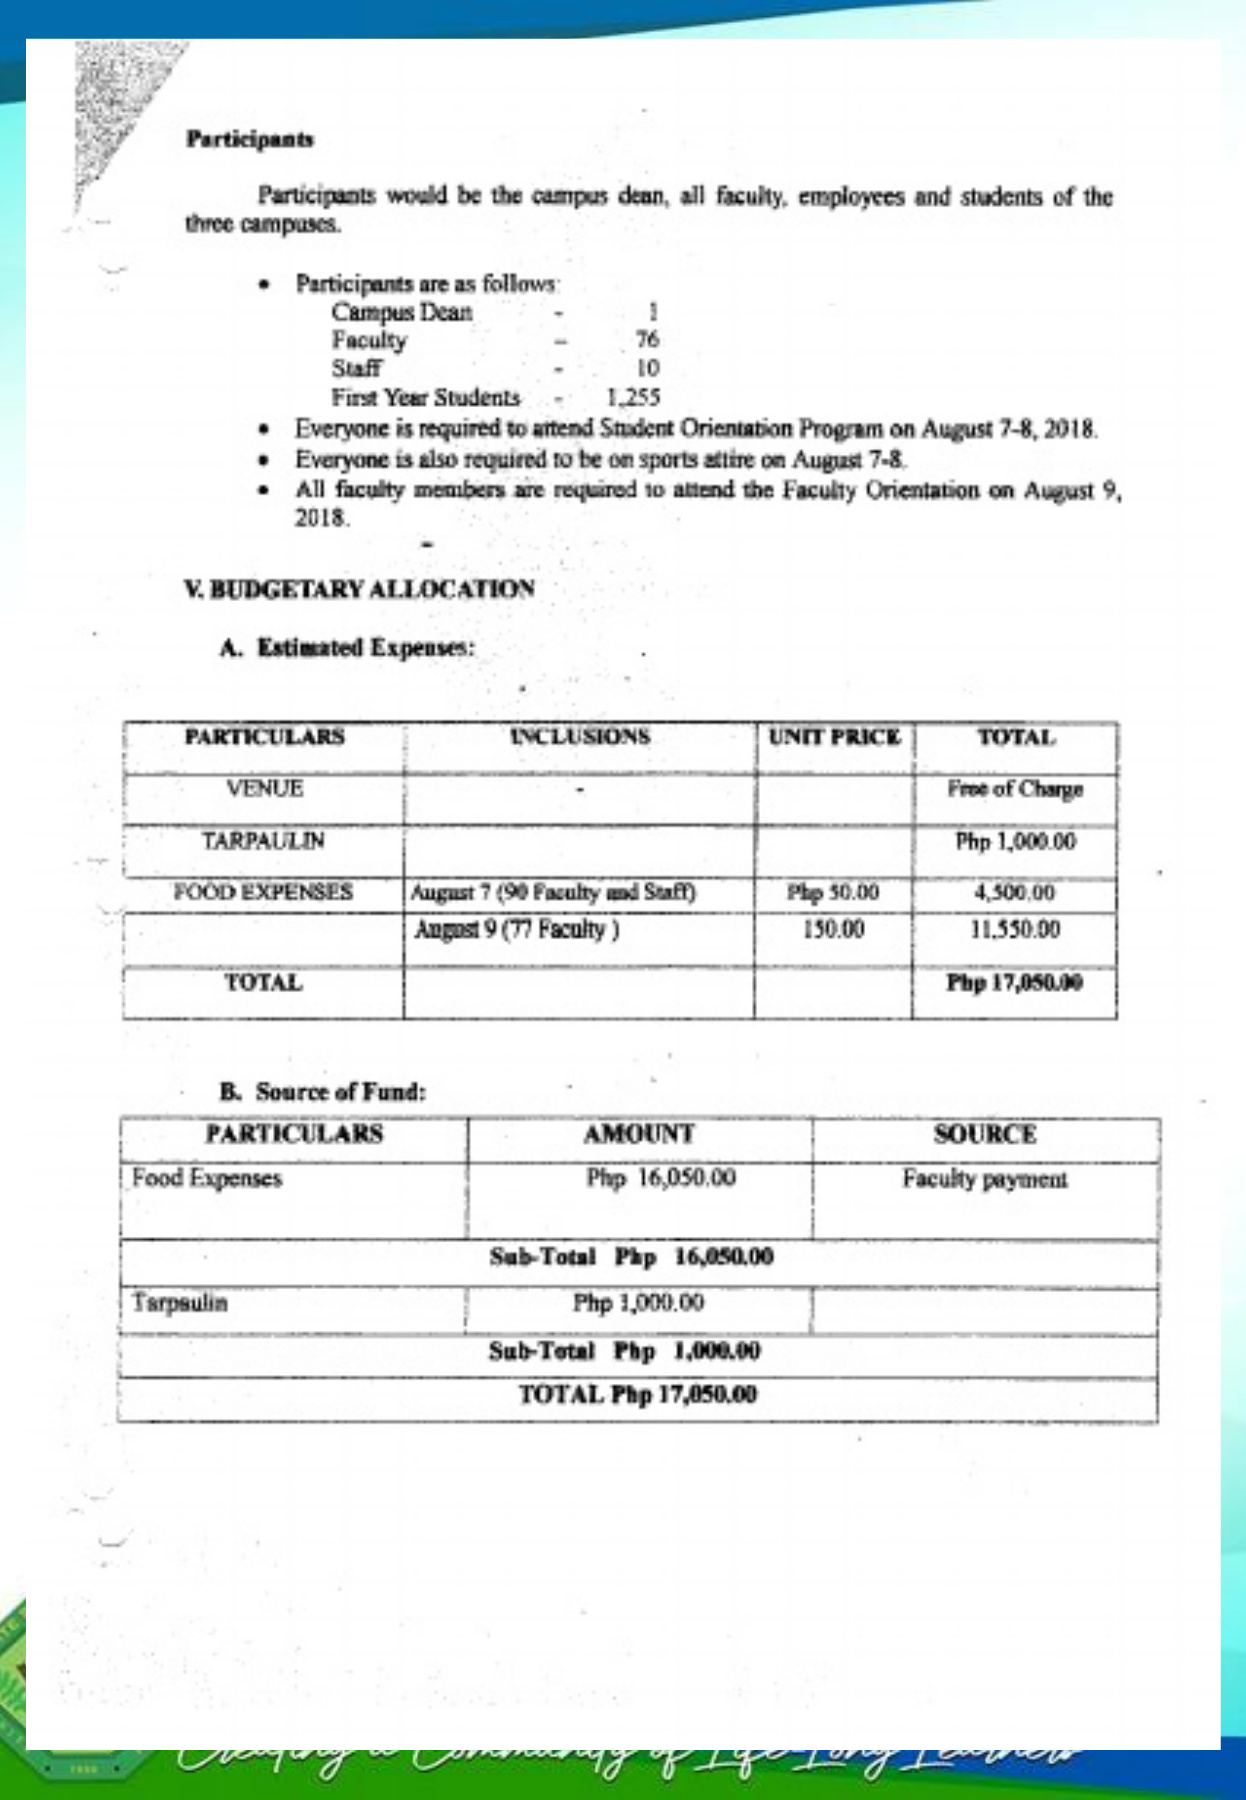 Participants
Participants would be the campus dean, all faculty, employees and students of the
three campuses.
• Participants are as follows:
Campus Dean - 1
Faculty - 76
Staff - 10
First Year Students - 1,255
• Everyone is required to attend Student Orientation Program on August 7-8, 2018.
• Everyone is also required to be on sports attire on August 7-8.
• All faculty members are required to attend the Faculty Orientation on August 9,
2018.
V. BUDGETARY ALLOCATION
A. Estimated Expenses:
PARTICULARS INCLUSIONS UNIT PRICE TOTAL
VENUE - Free of Charge
TARPAULIN Php 1,000.00
FOOD EXPENSES August 7 (90 Faculty and Staff) Php 50.00 4,500.00
August 9 (77 Faculty ) 150.00 11,550.00
TOTAL Php 17,050.00
B. Source of Fund:
PARTICULARS AMOUNT SOURCE
Food Expenses Php 16,050.00 Faculty payment
Sub-Total Php 16,050.00
Tarpaulin Php 1,000.00
Sub-Total Php 1,000.00
TOTAL Php 17,050.00
Creating a Community of Life-Long Learners